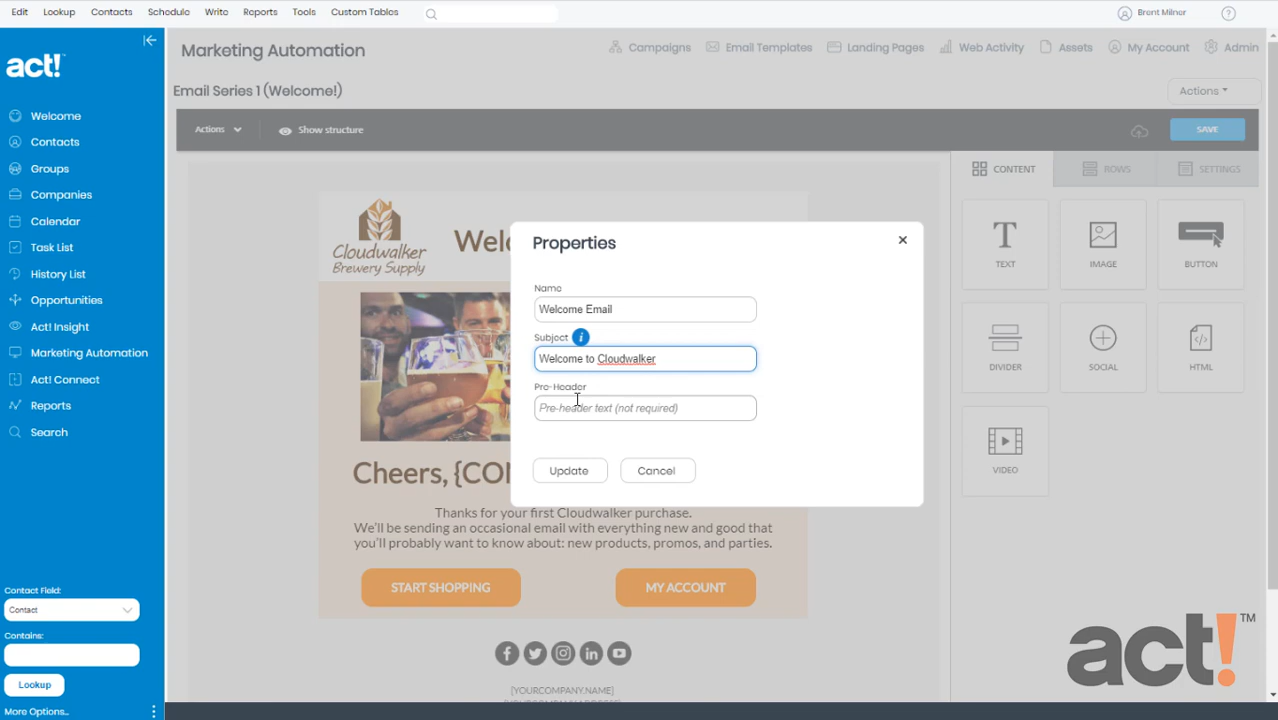 Edit Lookup Contacts Schedule Write Reports Tools Custom Tables
Brent Milner ?
act!
Welcome
Contacts
Groups
Companies
Calendar
Task List
History List
Opportunities
Act! Insight
Marketing Automation
Act! Connect
Reports
Search
Contact Field:
Contact
Contains:
Lookup
More Options...
Marketing Automation
Campaigns Email Templates Landing Pages Web Activity Assets My Account Admin
Email Series 1 (Welcome!)
Actions
Actions Show structure SAVE
CONTENT ROWS SETTINGS
TEXT IMAGE BUTTON
DIVIDER SOCIAL HTML
VIDEO
Cloudwalker
Brewery Supply
Properties
Name
Welcome Email
Subject i
Welcome to Cloudwalker
Pre-Header
Pre-header text (not required)
Update Cancel
Cheers,
Thanks for your first Cloudwalker purchase.
We'll be sending an occasional email with everything new and good that
you'll probably want to know about: new products, promos, and parties.
START SHOPPING MY ACCOUNT
[YOURCOMPANY.NAME]
act!™